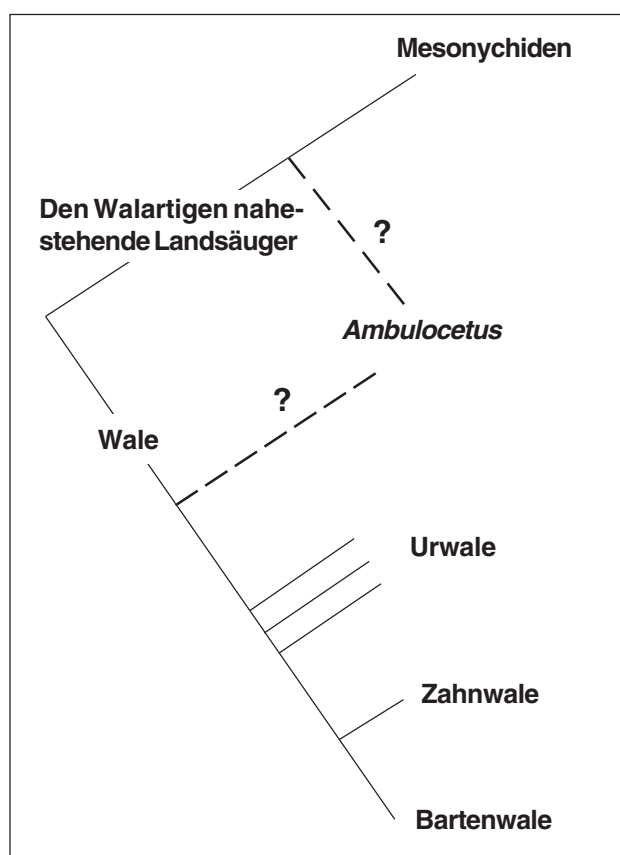 Mesonychiden
Den Walartigen nahe-
stehende Landsäuger
?
Ambulocetus
?
Wale
Urwale
Zahnwale
Bartenwale